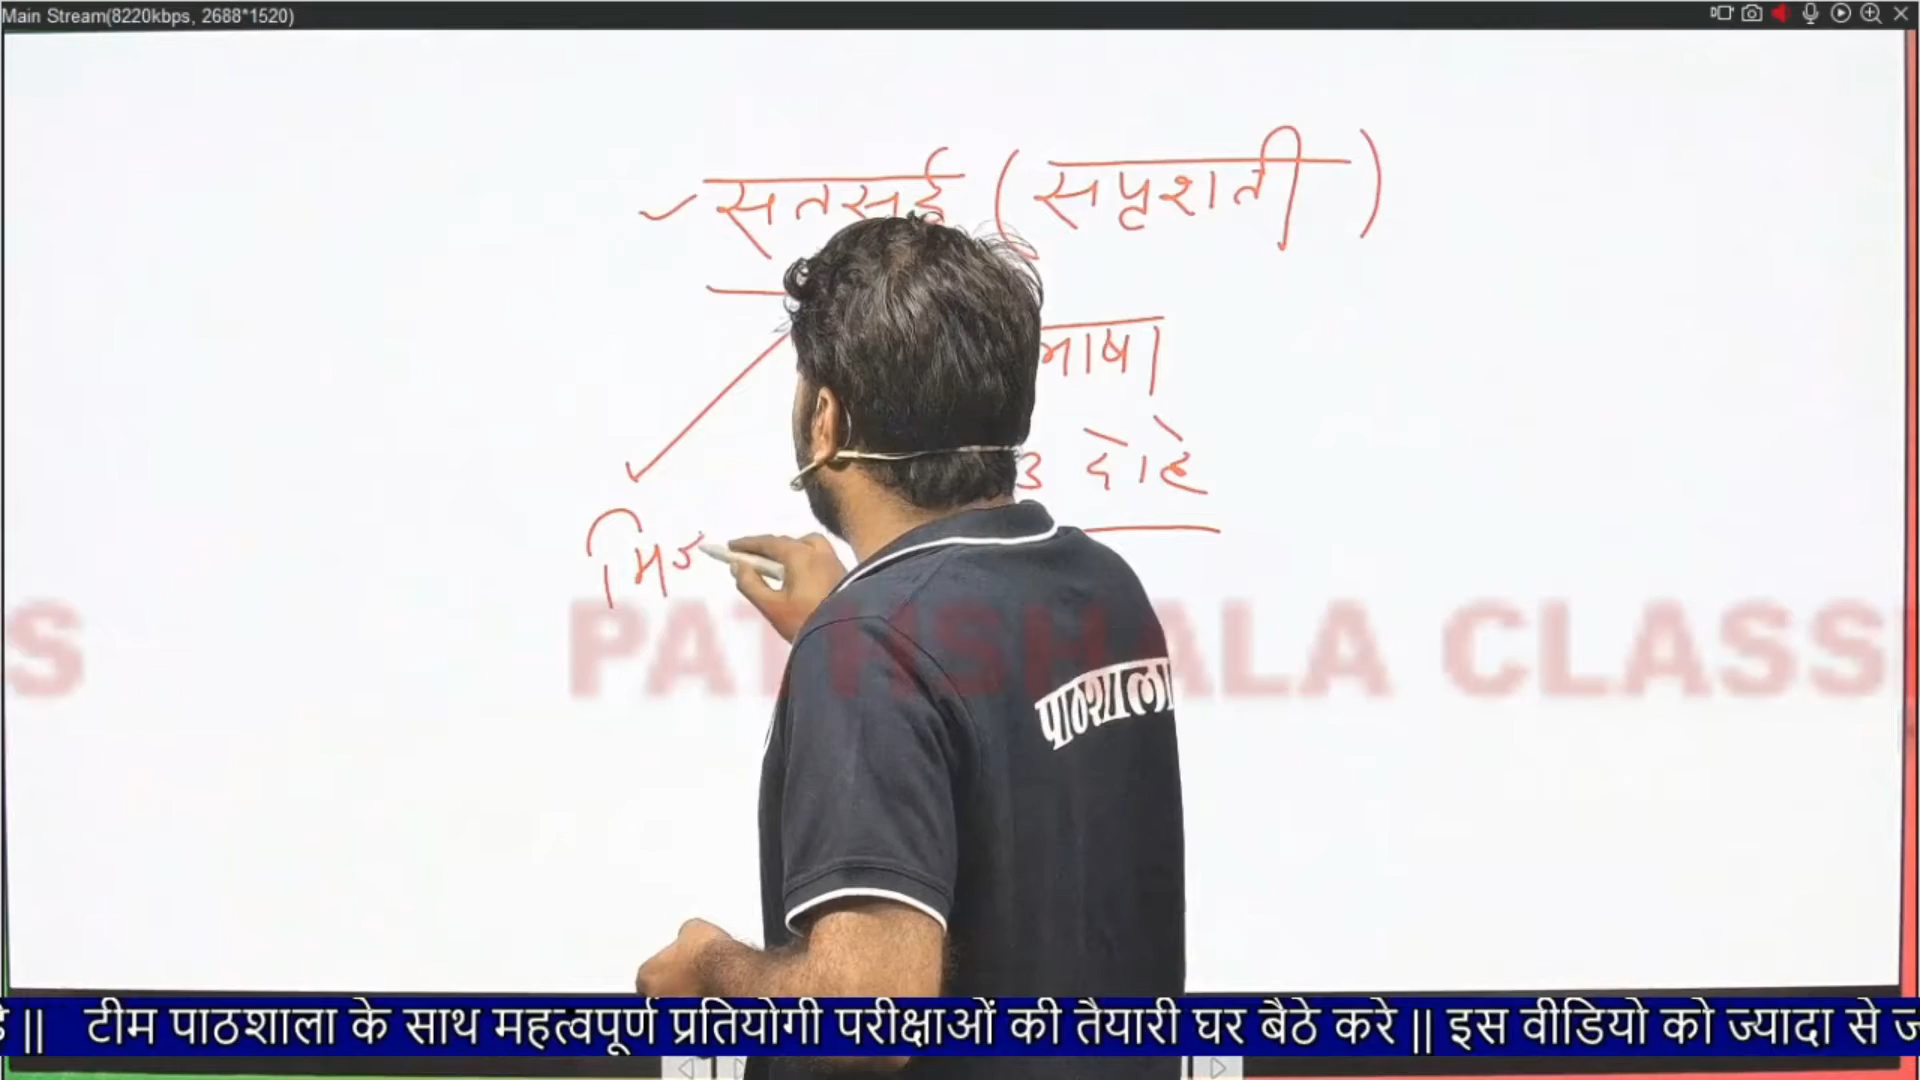 Main Stream(8220kbps, 2688*1520)
सतसई (सप्तशती)
भाषा
3 दोहे
मिज
S PATHSHALA CLASS
पाठशाला
है || टीम पाठशाला के साथ महत्वपूर्ण प्रतियोगी परीक्षाओं की तैयारी घर बैठे करे || इस वीडियो को ज्यादा से ज